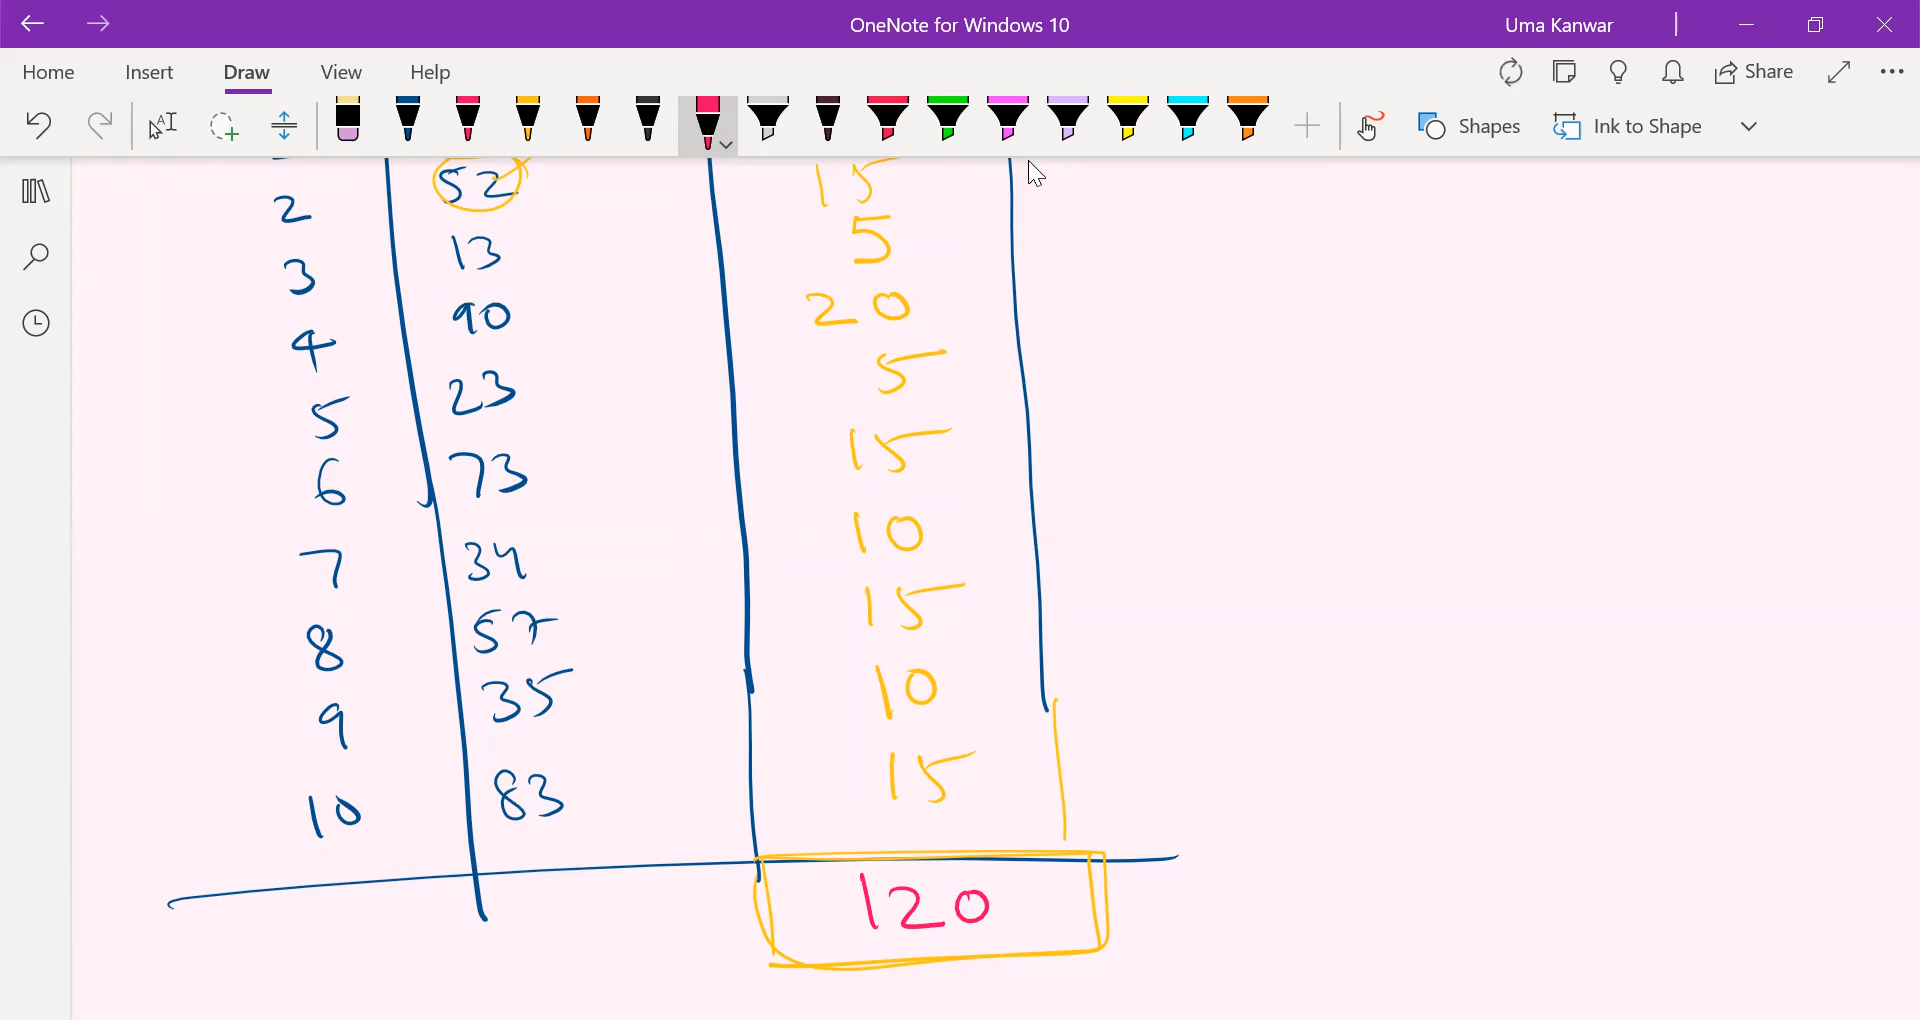 OneNote for Windows 10 Uma Kanwar
Home Insert Draw View Help Share
Shapes Ink to Shape
52 15
2 13 5
3 90 20
4 23 5
5 73 15
6 34 10
7 57 15
8 35 10
9 83 15
10
120